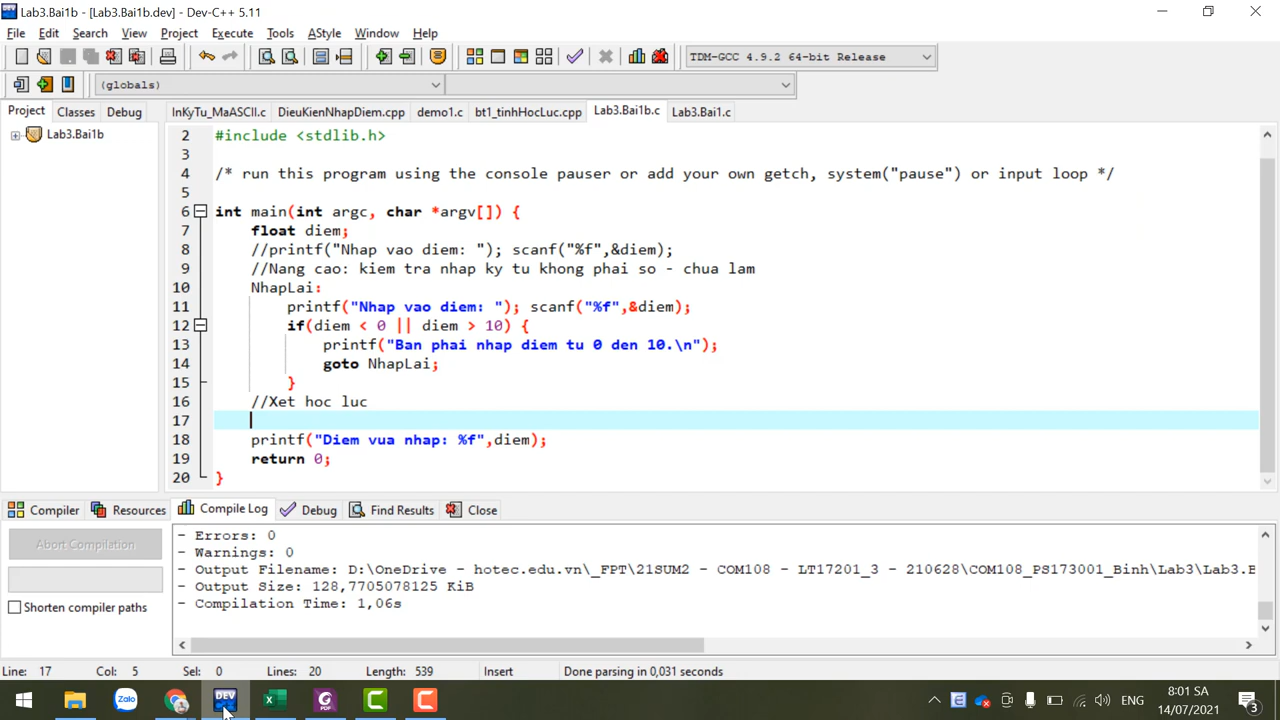 Lab3.Bai1b - [Lab3.Bai1b.dev] - Dev-C++ 5.11
File Edit Search View Project Execute Tools AStyle Window Help
TDM-GCC 4.9.2 64-bit Release
(globals)
Project Classes Debug InKyTu_MaASCII.c DieuKienNhapDiem.cpp demo1.c bt1_tinhHocLuc.cpp Lab3.Bai1b.c Lab3.Bai1.c
Lab3.Bai1b
2 #include <stdlib.h>
3
4 /* run this program using the console pauser or add your own getch, system("pause") or input loop */
5
6 int main(int argc, char *argv[]) {
7 float diem;
8 //printf("Nhap vao diem: "); scanf("%f",&diem);
9 //Nang cao: kiem tra nhap ky tu khong phai so - chua lam
10 NhapLai:
11 printf("Nhap vao diem: "); scanf("%f",&diem);
12 if(diem < 0 || diem > 10) {
13 printf("Ban phai nhap diem tu 0 den 10.\n");
14 goto NhapLai;
15 }
16 //Xet hoc luc
17
18 printf("Diem vua nhap: %f",diem);
19 return 0;
20 }
Compiler Resources Compile Log Debug Find Results Close
Abort Compilation
Shorten compiler paths
- Errors: 0
- Warnings: 0
- Output Filename: D:\OneDrive - hotec.edu.vn\_FPT\21SUM2 - COM108 - LT17201_3 - 210628\COM108_PS173001_Binh\Lab3\Lab3.B
- Output Size: 128,7705078125 KiB
- Compilation Time: 1,06s
Line: 17 Col: 5 Sel: 0 Lines: 20 Length: 539 Insert Done parsing in 0,031 seconds
Zalo DEV PDF ENG 8:01 SA
14/07/2021 3